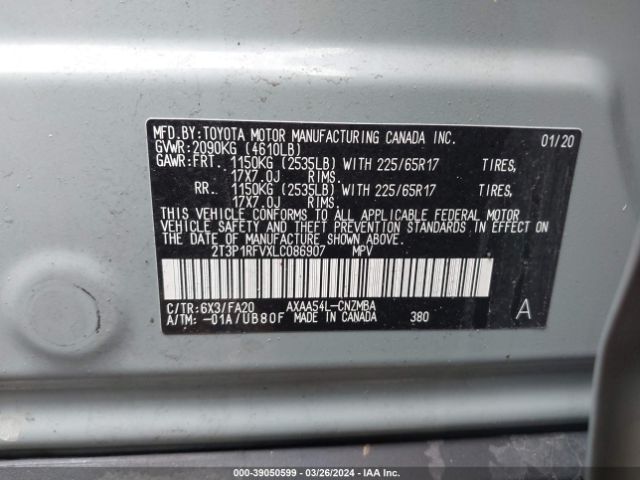 MFD.BY:TOYOTA MOTOR MANUFACTURING CANADA INC. 01/20
GVWR:2090KG (4610LB)
GAWR:FRT. 1150KG (2535LB) WITH 225/65R17 TIRES,
17X7.0J RIMS.
RR. 1150KG (2535LB) WITH 225/65R17 TIRES,
17X7.0J RIMS.
THIS VEHICLE CONFORMS TO ALL APPLICABLE FEDERAL MOTOR
VEHICLE SAFETY AND THEFT PREVENTION STANDARDS IN EFFECT ON
THE DATE OF MANUFACTURE SHOWN ABOVE.
2T3P1RFVXLC086907 MPV
C/TR:6X3/FA20 AXAA54L-CNZMBA
A/TM: -01A/UB80F MADE IN CANADA 380 A
000-39050599 - 03/26/2024 - IAA Inc.